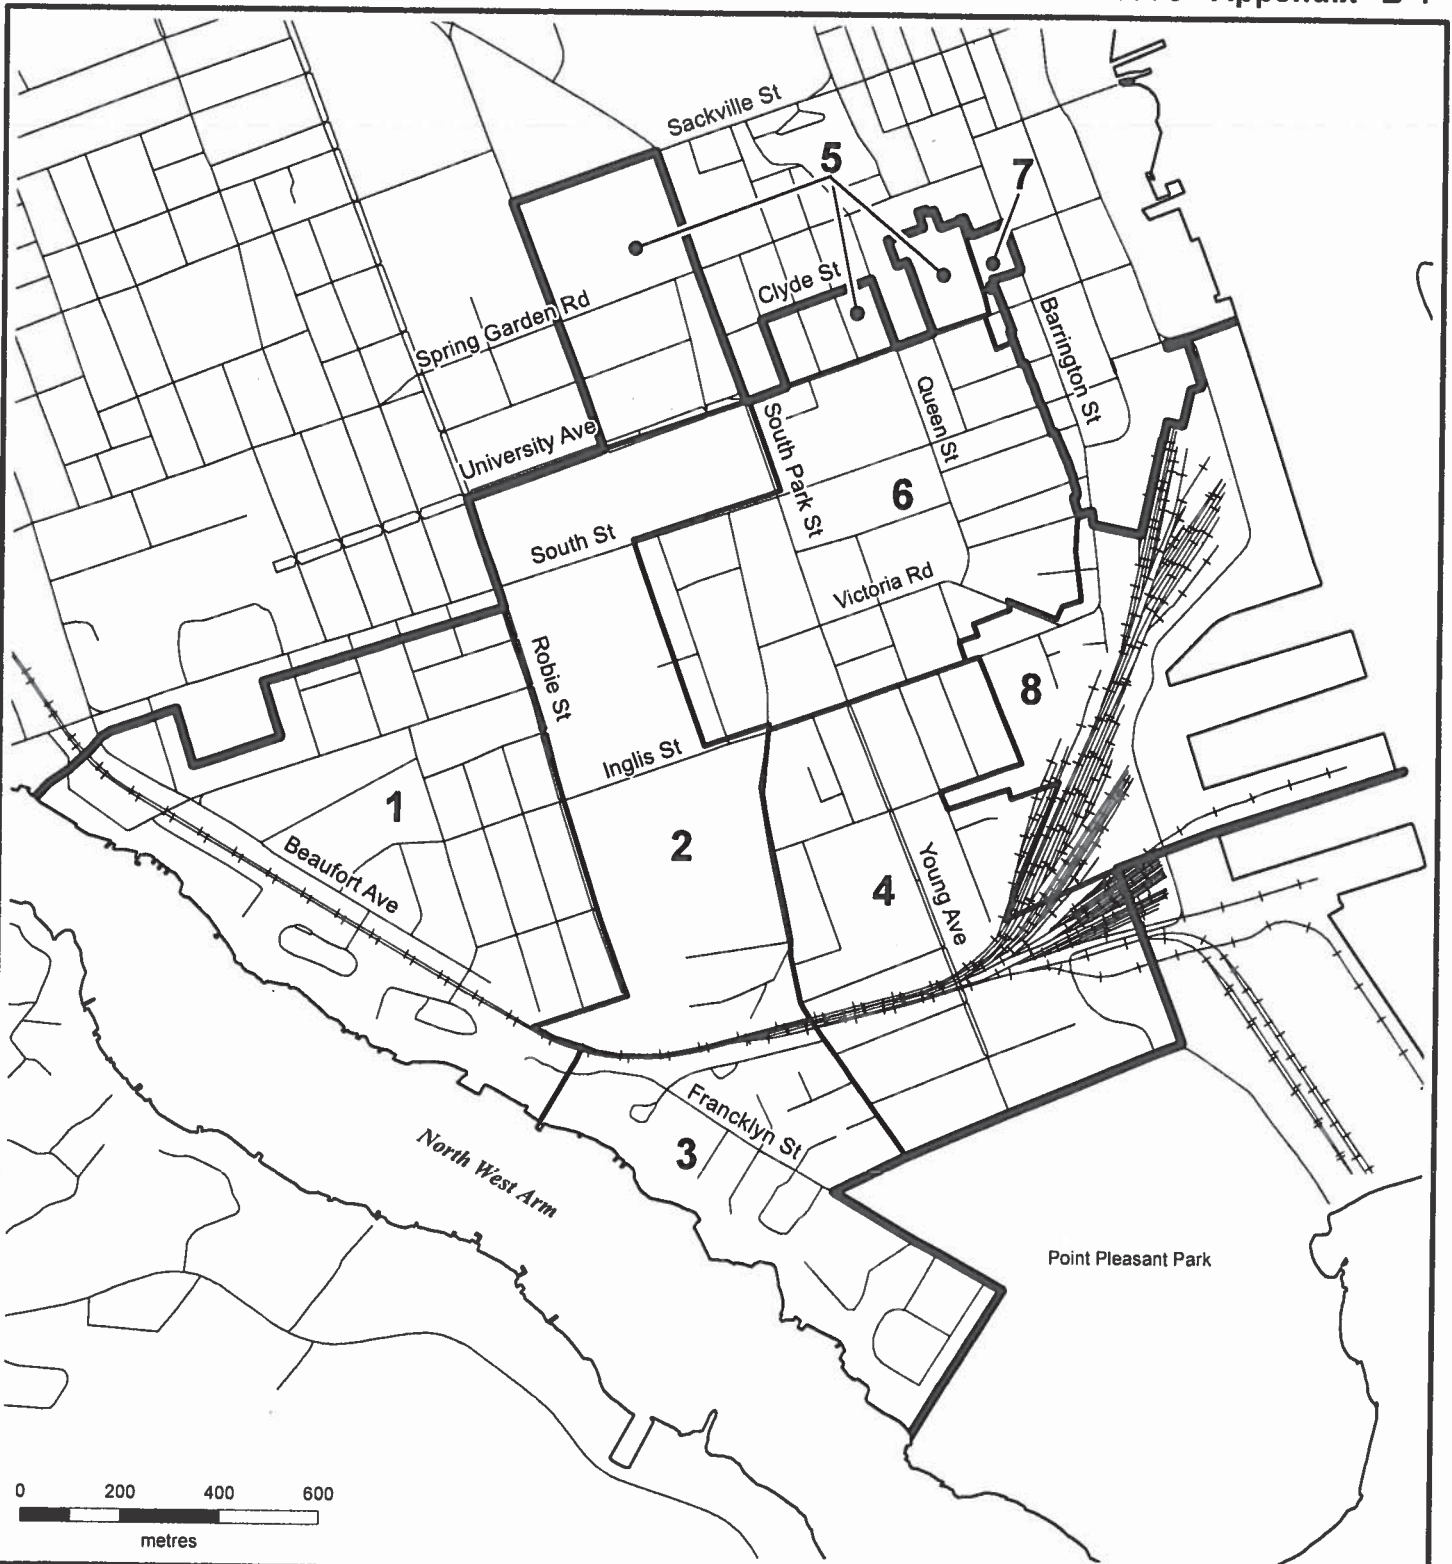 Sackville St
5
7
Clyde St
Spring Garden Rd
Barrington St
Queen St
South Park St
University Ave
6
South St
Victoria Rd
Robie St
8
Inglis St
1
2
Beaufort Ave
Young Ave
4
Francklyn St
3
North West Arm
Point Pleasant Park
0 200 400 600
metres